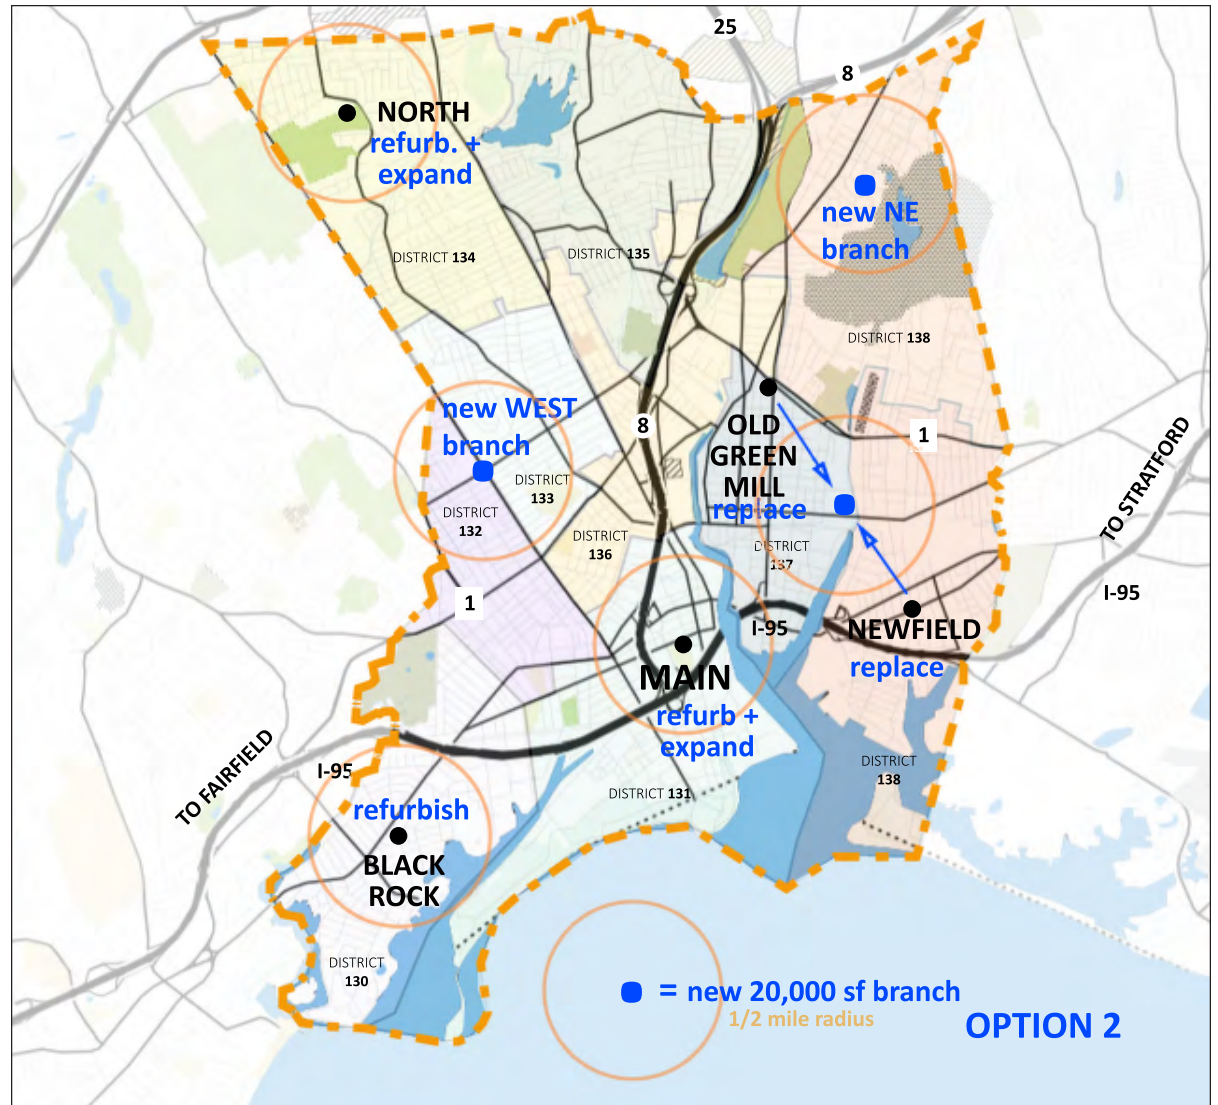 25
8
NORTH
refurb. +
expand
new NE
branch
DISTRICT 134
DISTRICT 135
DISTRICT 138
new WEST
branch
8
OLD
GREEN
MILL
replace
1
DISTRICT
133
DISTRICT
132
DISTRICT
136
DISTRICT
137
TO STRATFORD
I-95
1
I-95
NEWFIELD
replace
MAIN
refurb +
expand
TO FAIRFIELD
I-95
DISTRICT
138
DISTRICT 131
refurbish
BLACK
ROCK
DISTRICT
130
= new 20,000 sf branch
1/2 mile radius
OPTION 2